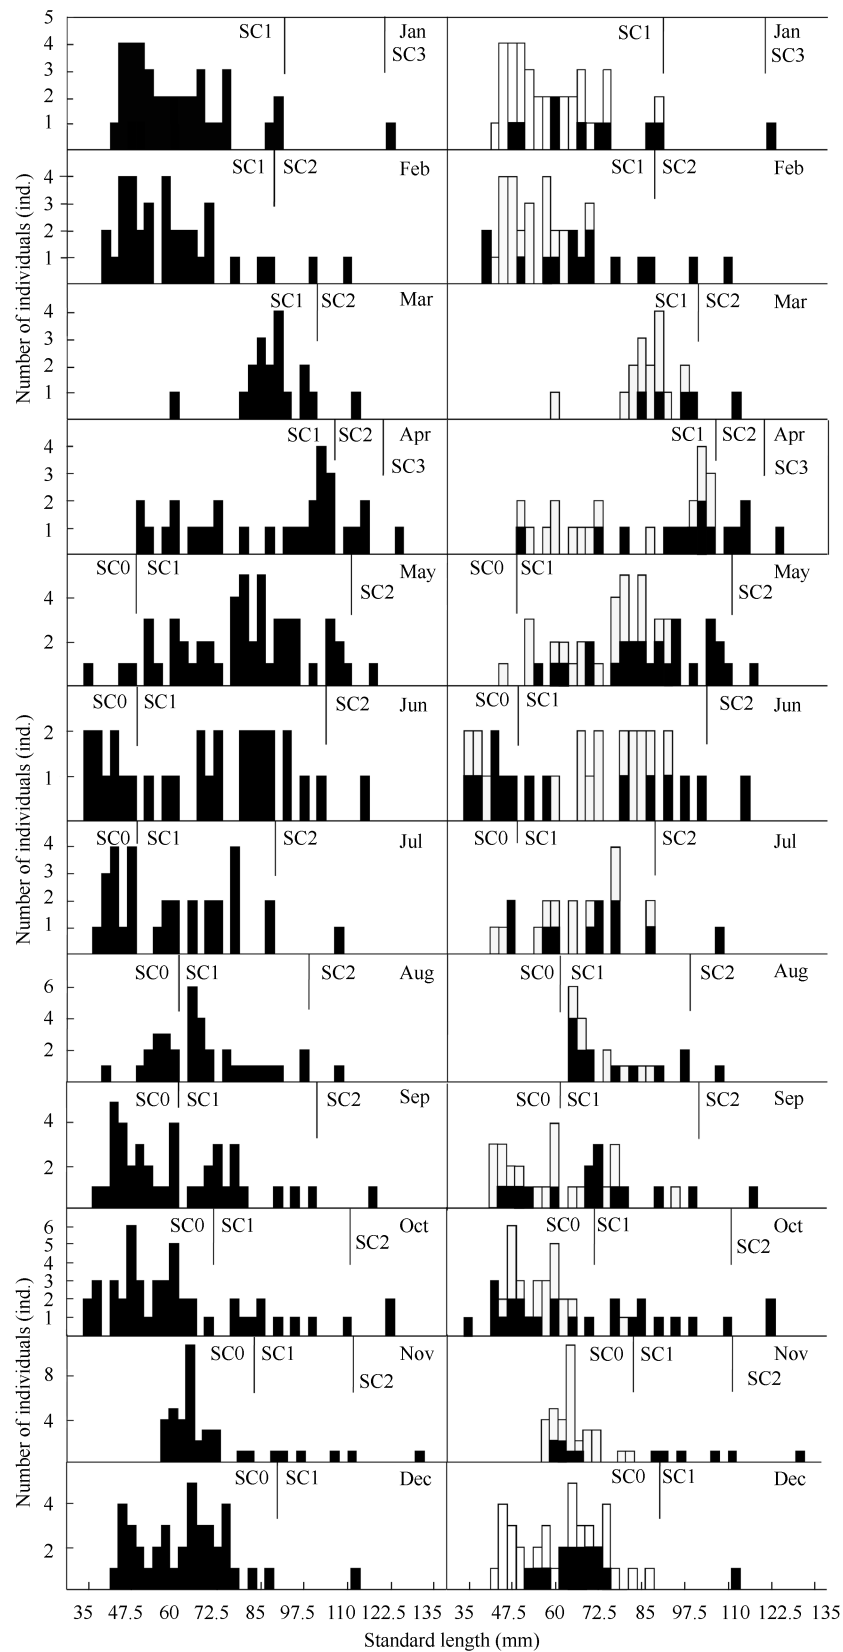 5
SC1 Jan SC1 Jan
4 SC3 SC3
3
2
1
SC1 SC2 Feb SC1 SC2 Feb
4
3
2
1
SC1 SC2 Mar SC1 SC2 Mar
4
3
2
1
Number of individuals (ind.)
SC1 SC2 Apr SC1 SC2 Apr
4 SC3 SC3
3
2
1
SC0 SC1 May SC0 SC1 May
4 SC2 SC2
2
SC0 SC1 SC2 Jun SC0 SC1 SC2 Jun
2
1
SC0 SC1 SC2 Jul SC0 SC1 SC2 Jul
4
3
2
1
Number of individuals (ind.)
SC0 SC1 SC2 Aug SC0 SC1 SC2 Aug
6
4
2
SC0 SC1 SC2 Sep SC0 SC1 SC2 Sep
4
2
SC0 SC1 Oct SC0 SC1 Oct
6 SC2 SC2
5
4
3
2
1
SC0 SC1 Nov SC0 SC1 Nov
8 SC2 SC2
4
Number of individuals (ind.)
SC0 SC1 Dec SC0 SC1 Dec
4
2
35 47.5 60 72.5 85 97.5 110 122.5 135 35 47.5 60 72.5 85 97.5 110 122.5 135
Standard length (mm)